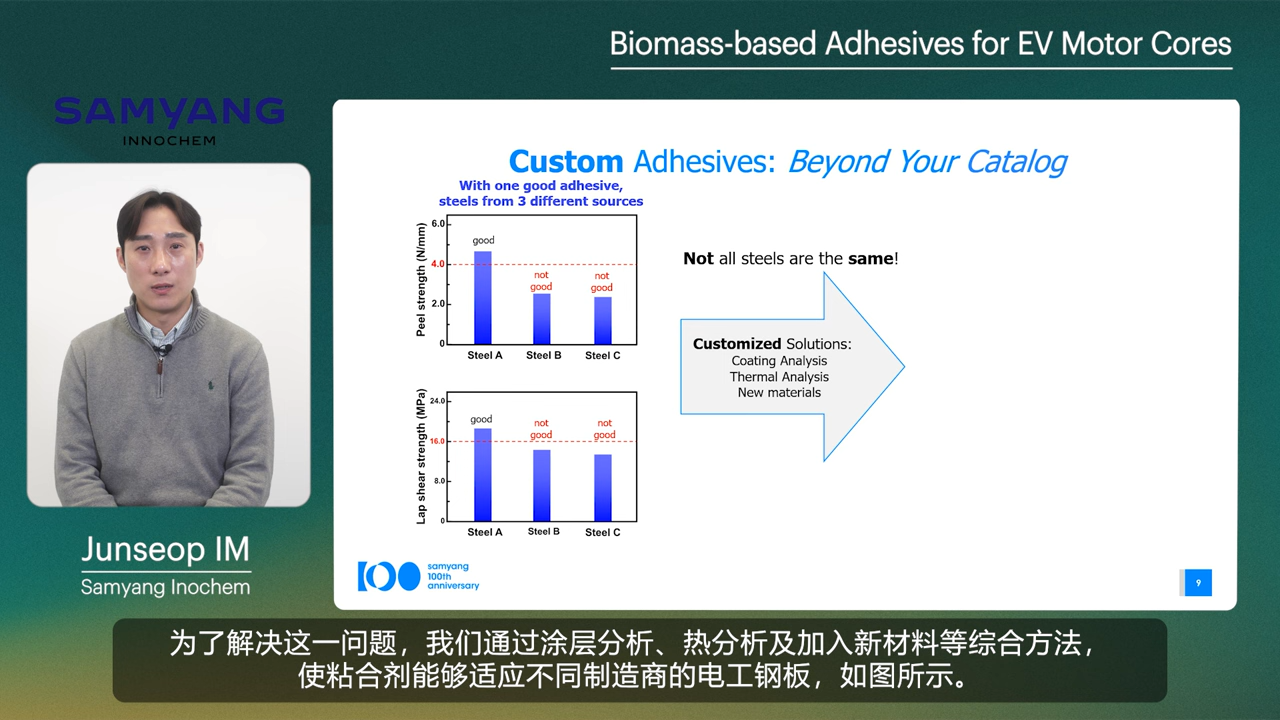 Biomass-based Adhesives for EV Motor Cores
SAMYANG
INNOCHEM
Custom Adhesives: Beyond Your Catalog
With one good adhesive,
steels from 3 different sources
Peel strength (N/mm)
6.0
4.0
2.0
0
good
not
good
not
good
Steel A
Steel B
Steel C
Lap shear strength (MPa)
24.0
16.0
8.0
0
good
not
good
not
good
Steel A
Steel B
Steel C
Not all steels are the same!
Customized Solutions:
Coating Analysis
Thermal Analysis
New materials
100
samyang
100th
anniversary
9
Junseop IM
Samyang Inochem
为了解决这一问题，我们通过涂层分析、热分析及加入新材料等综合方法，
使粘合剂能够适应不同制造商的电工钢板，如图所示。